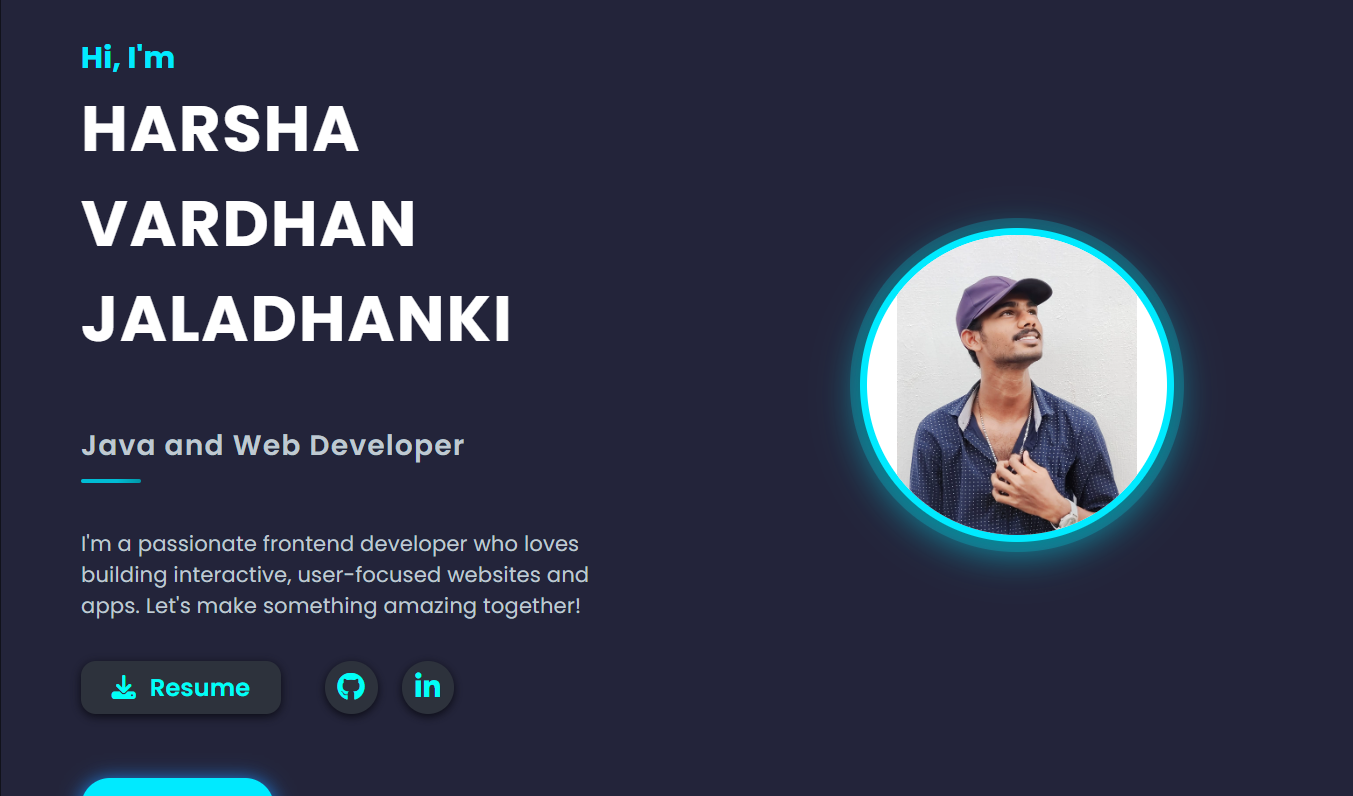 Hi, I'm
HARSHA
VARDHAN
JALADHANKI
Java and Web Developer
I'm a passionate frontend developer who loves
building interactive, user-focused websites and
apps. Let's make something amazing together!
Resume
in